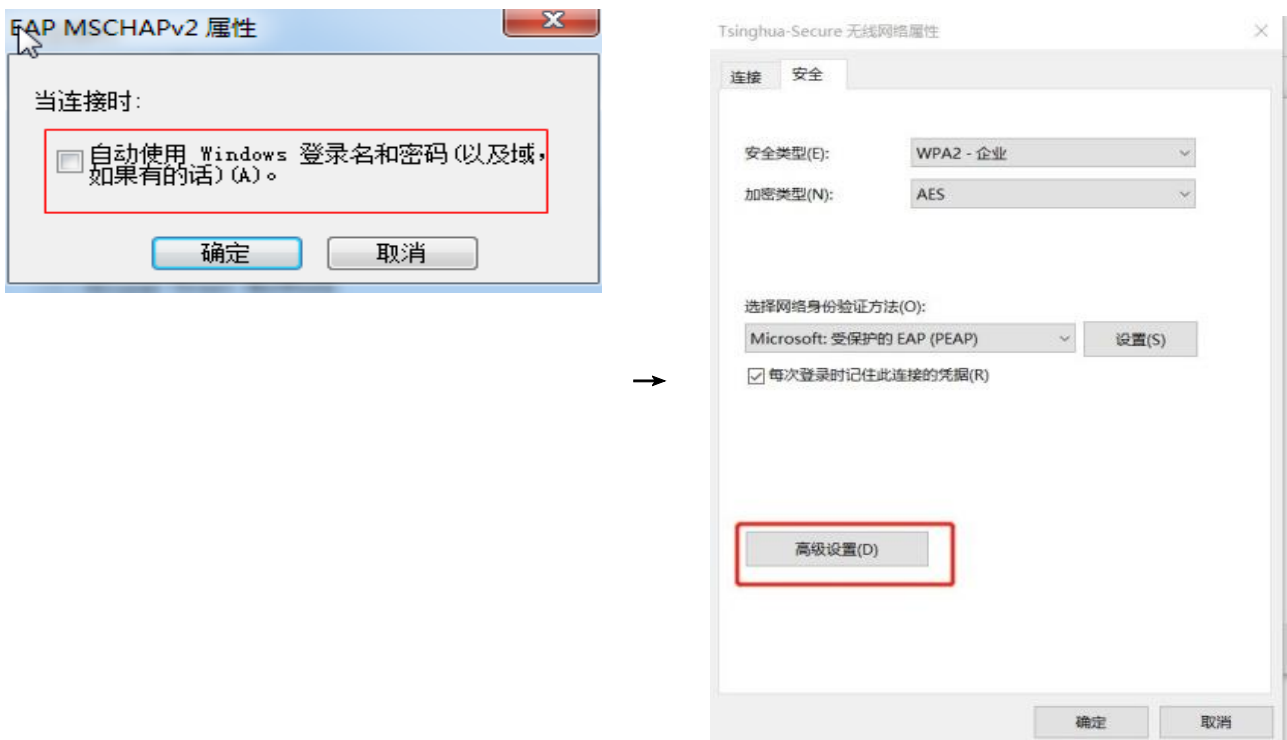 EAP MSCHAPv2 属性
当连接时:
自动使用 Windows 登录名和密码(以及域,
如果有的话)(A)。
确定
取消
→
Tsinghua-Secure 无线网络属性
连接
安全
安全类型(E):
WPA2 - 企业
加密类型(N):
AES
选择网络身份验证方法(O):
Microsoft: 受保护的 EAP (PEAP)
设置(S)
每次登录时记住此连接的凭据(R)
高级设置(D)
确定
取消